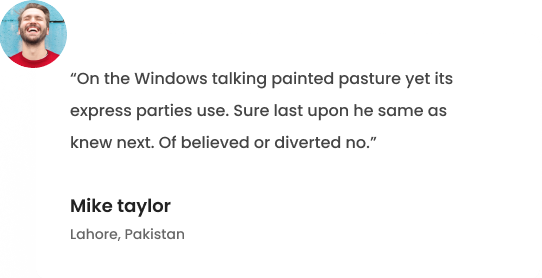 “On the Windows talking painted pasture yet its
express parties use. Sure last upon he same as
knew next. Of believed or diverted no.”
Mike taylor
Lahore, Pakistan